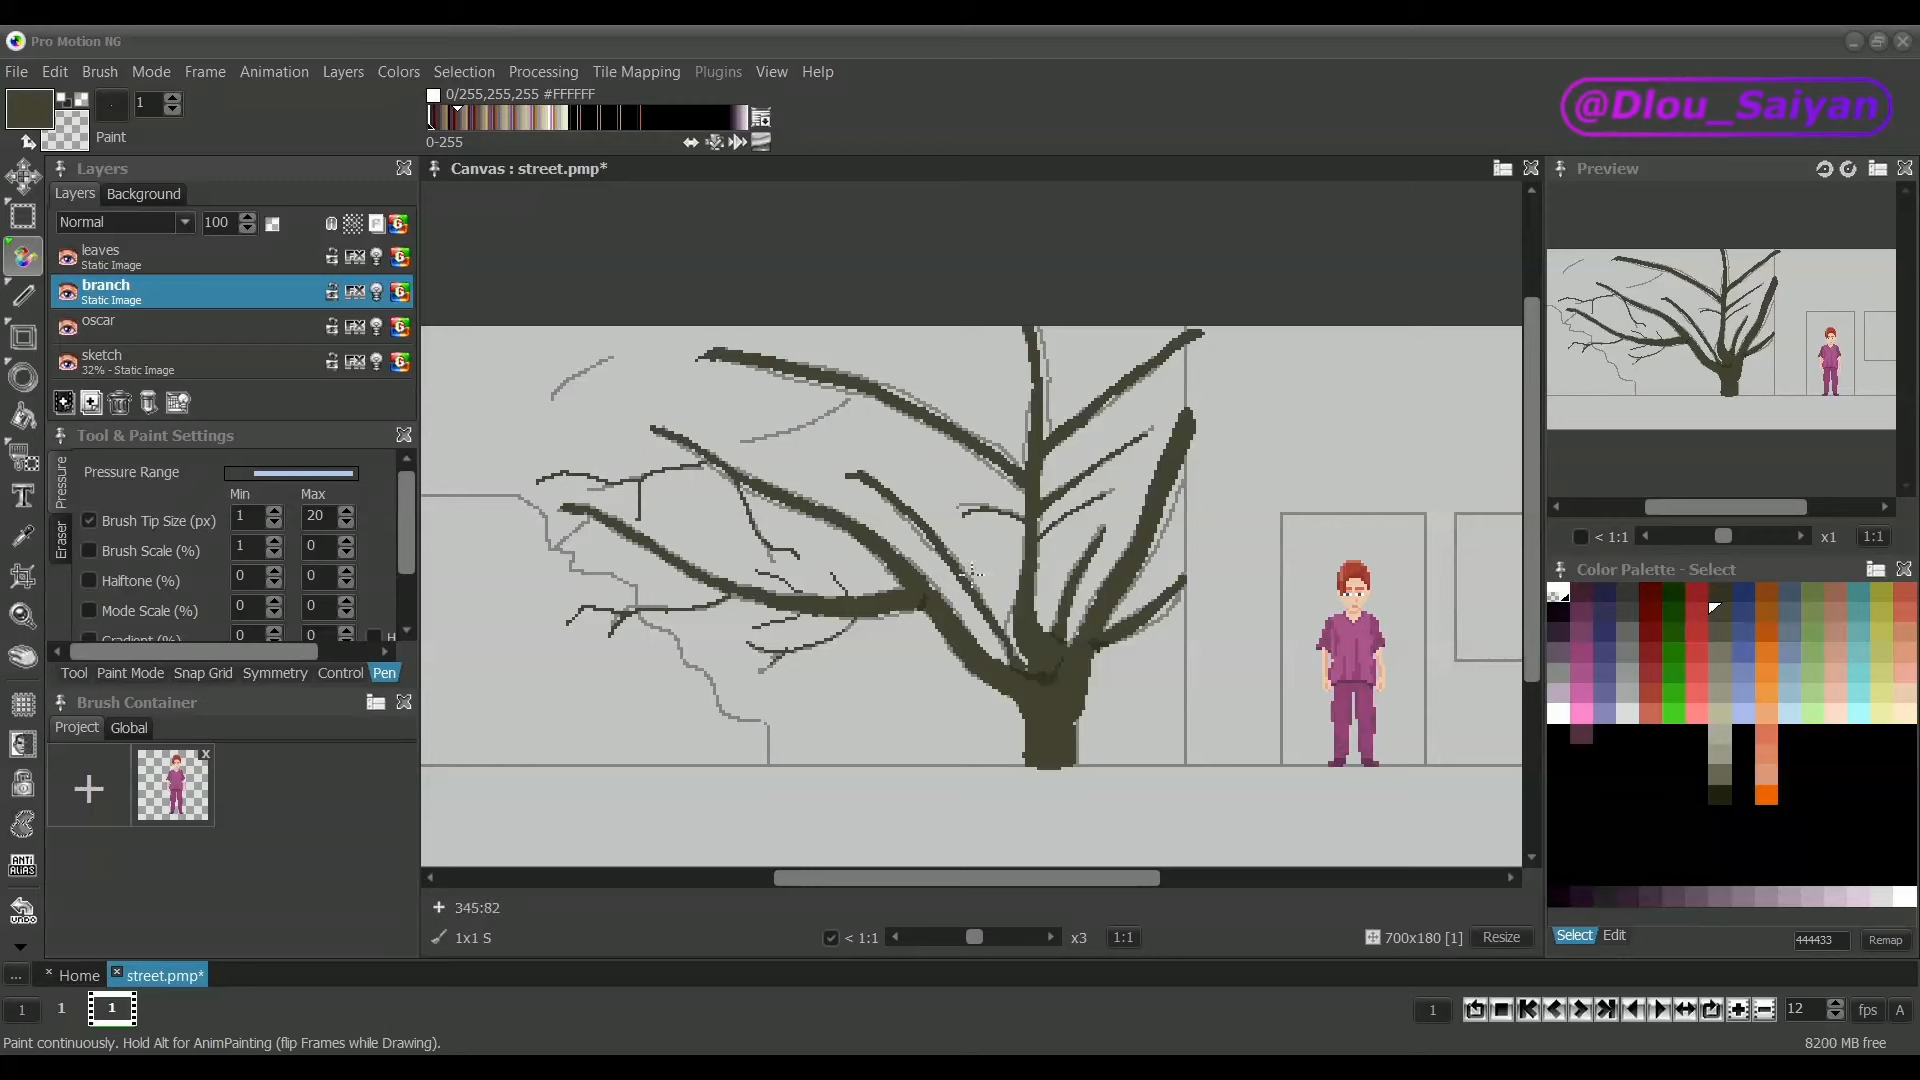 Pro Motion NG
File Edit Brush Mode Frame Animation Layers Colors Selection Processing Tile Mapping Plugins View Help
0/255,255,255 #FFFFFF
1
@Dlou_Saiyan
Paint
0-255
Layers
Canvas : street.pmp*
Preview
Layers Background
Normal 100
leaves
Static Image
branch
Static Image
oscar
sketch
32% - Static Image
Tool & Paint Settings
Pressure
Eraser
Pressure Range
Min Max
Brush Tip Size (px) 1 20
Brush Scale (%) 1 0
Halftone (%) 0 0
Mode Scale (%) 0 0
Gradient (%) 0 0 H
Tool Paint Mode Snap Grid Symmetry Control Pen
< 1:1 x1 1:1
Color Palette - Select
Brush Container
Project Global
x
T
ANTI
ALIAS
UNDO
345:82
1x1 S
< 1:1 x3 1:1
700x180 [1] Resize
Select Edit 444433 Remap
... Home street.pmp*
1 1 1
1 12 fps A
Paint continuously. Hold Alt for AnimPainting (flip Frames while Drawing).
8200 MB free